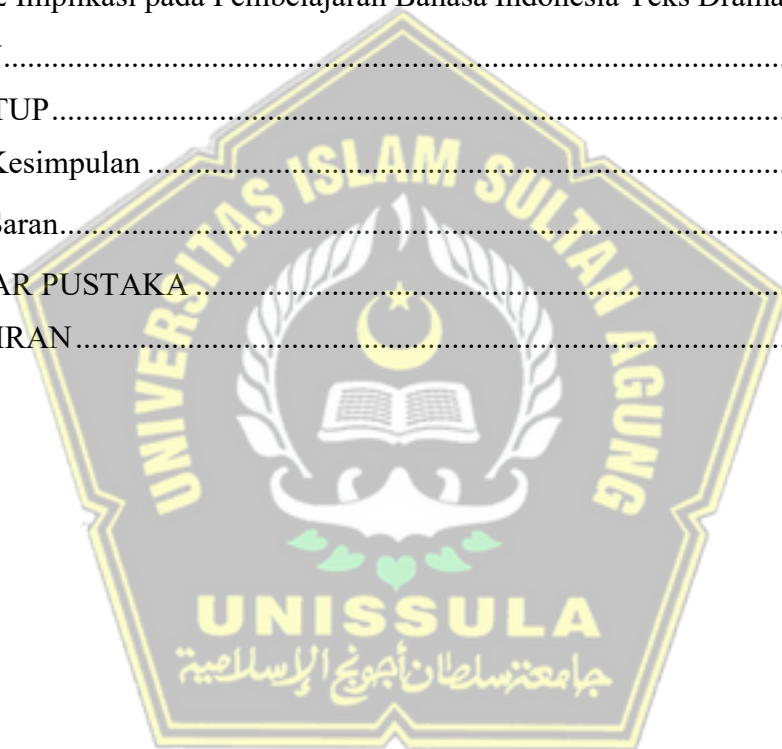 2 Implikasi pada Pembelajaran Bahasa Indonesia Teks Drama
TUP
Kesimpulan
Saran
AR PUSTAKA
IRAN
UNIVERSITAS ISLAM SULTAN AGUNG
UNISSULA
جامعة سلطان أجونج الإسلامية